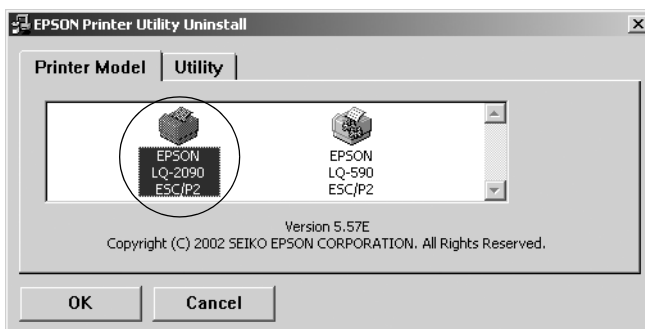 EPSON Printer Utility Uninstall
Printer Model Utility
EPSON EPSON
LQ-2090 LQ-590
ESC/P2 ESC/P2
Version 5.57E
Copyright (C) 2002 SEIKO EPSON CORPORATION. All Rights Reserved.
OK Cancel